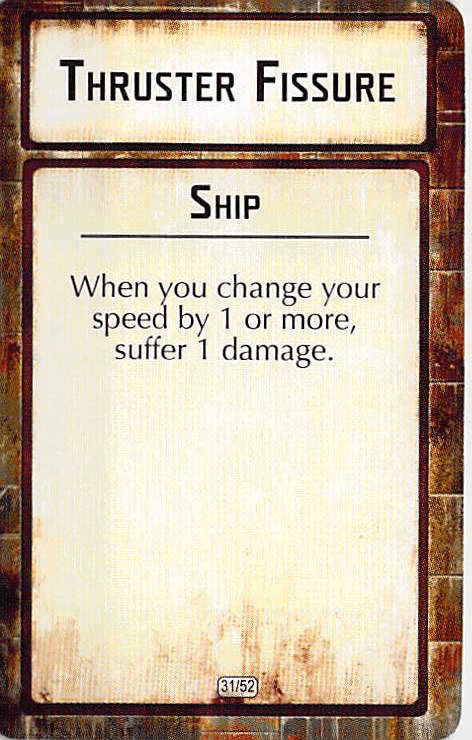 THRUSTER FISSURE
SHIP
When you change your
speed by 1 or more,
suffer 1 damage.
31/52